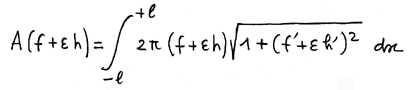 A(f+εh) = ∫_{-ℓ}^{+ℓ} 2π (f+εh) √(1+(f'+εh')²) dx